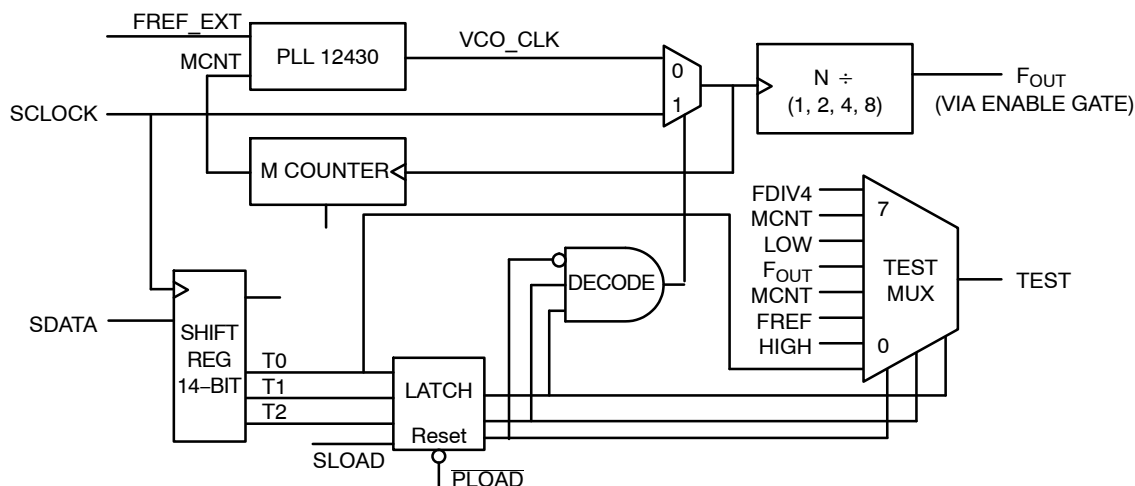 FREF_EXT
MCNT
PLL 12430
VCO_CLK
0
1
N ÷
(1, 2, 4, 8)
FOUT
(VIA ENABLE GATE)
SCLOCK
M COUNTER
FDIV4
MCNT
LOW
FOUT
MCNT
FREF
HIGH
7
TEST
MUX
0
TEST
DECODE
SDATA
SHIFT
REG
14−BIT
T0
T1
T2
LATCH
Reset
SLOAD
PLOAD